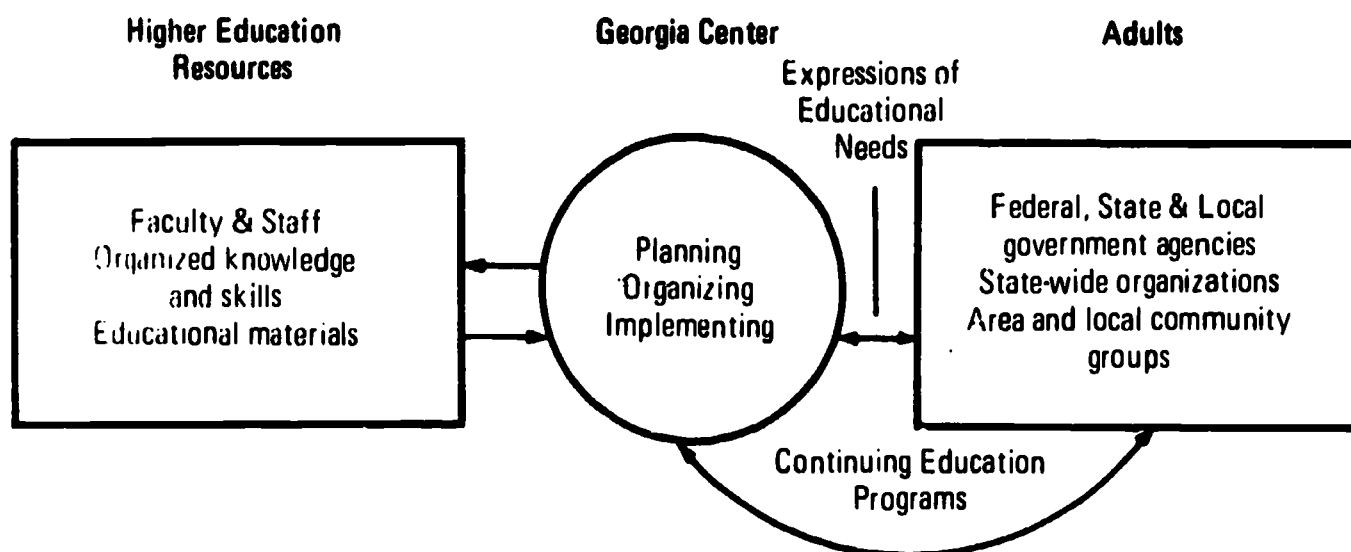 Higher Education
Resources
Georgia Center
Adults
Expressions of
Educational
Needs
Faculty & Staff
Organized knowledge
and skills
Educational materials
Planning
Organizing
Implementing
Federal, State & Local
government agencies
State-wide organizations
Area and local community
groups
Continuing Education
Programs